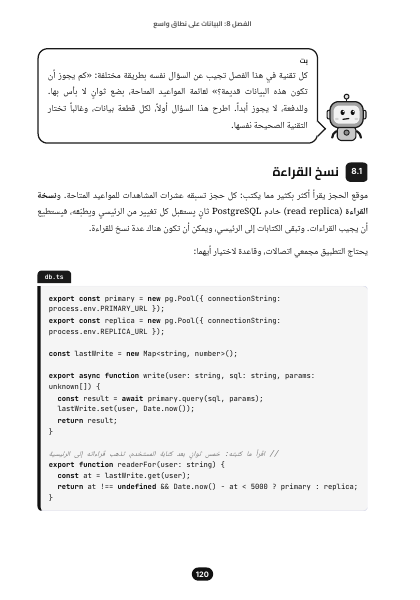 الفصل 8: البيانات على نطاق واسع
بِت
كل تقنية في هذا الفصل تجيب عن السؤال نفسه بطريقة مختلفة: «كم يجوز أن
تكون هذه البيانات قديمة؟» لقائمة المواعيد المتاحة، بضع ثوانٍ لا بأس بها.
وللدفعة، لا يجوز أبداً. اطرح هذا السؤال أولاً، لكل قطعة بيانات، وغالباً تختار
التقنية الصحيحة نفسها.
8.1 نسخ القراءة
موقع الحجز يقرأ أكثر بكثير مما يكتب: كل حجز تسبقه عشرات المشاهدات للمواعيد المتاحة. ونسخة
القراءة (read replica) خادم PostgreSQL ثانٍ يستقبل كل تغيير من الرئيسي ويطبّقه، فيستطيع
أن يجيب القراءات. وتبقى الكتابات إلى الرئيسي، ويمكن أن تكون هناك عدة نسخ للقراءة.
يحتاج التطبيق مجمعي اتصالات، وقاعدة لاختيار أيهما:
db.ts
export const primary = new pg.Pool({ connectionString:
process.env.PRIMARY_URL });
export const replica = new pg.Pool({ connectionString:
process.env.REPLICA_URL });
const lastWrite = new Map<string, number>();
export async function write(user: string, sql: string, params:
unknown[]) {
const result = await primary.query(sql, params);
lastWrite.set(user, Date.now());
return result;
}
// اقرأ ما كتبته: خمس ثوانٍ بعد كتابة المستخدم، تذهب قراءاته إلى الرئيسية
export function readerFor(user: string) {
const at = lastWrite.get(user);
return at !== undefined && Date.now() - at < 5000 ? primary : replica;
}
120